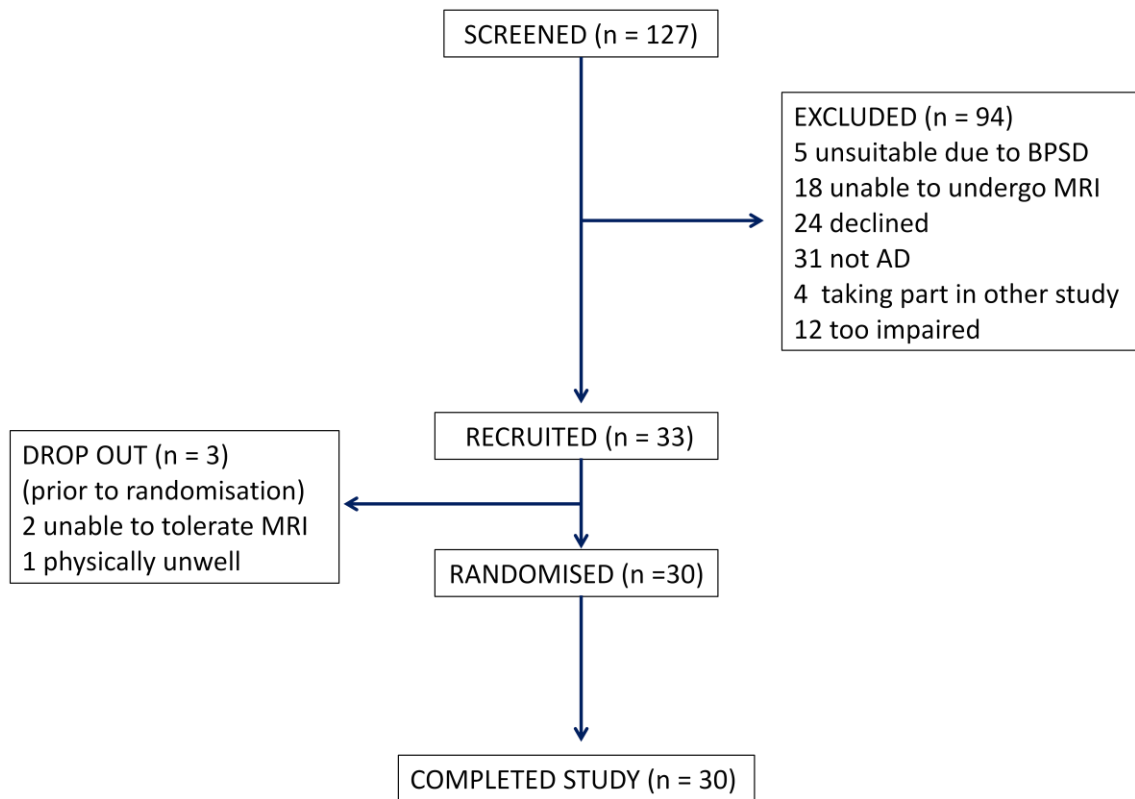 SCREENED (n = 127)
EXCLUDED (n = 94)
5 unsuitable due to BPSD
18 unable to undergo MRI
24 declined
31 not AD
4  taking part in other study
12 too impaired
RECRUITED (n = 33)
DROP OUT (n = 3)
(prior to randomisation)
2 unable to tolerate MRI
1 physically unwell
RANDOMISED (n =30)
COMPLETED STUDY (n = 30)